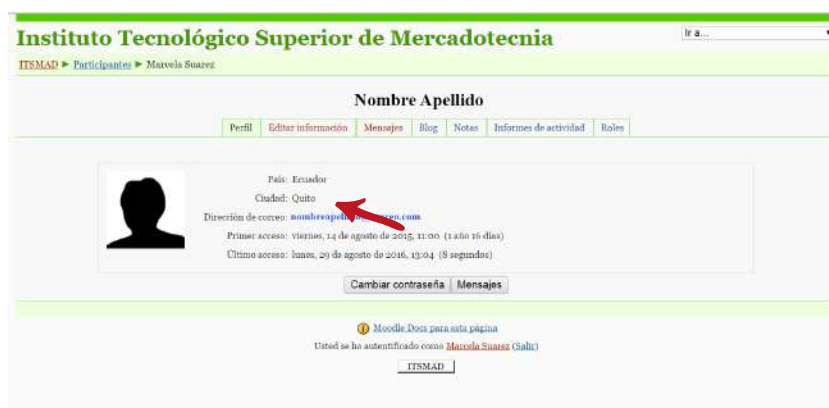 Instituto Tecnológico Superior de Mercadotecnia
Ir a...
ITSMAD ► Participantes ► Marcela Suarez
Nombre Apellido
Perfil Editar información Mensajes Blog Notas Informes de actividad Roles
País: Ecuador
Ciudad: Quito
Dirección de correo:
Primer acceso: viernes, 14 de agosto de 2015, 11:00 (1 año 16 días)
Último acceso: lunes, 29 de agosto de 2016, 13:04 (8 segundos)
Cambiar contraseña Mensajes
Moodle Docs para esta página
Usted se ha autentificado como Marcela Suarez (Salir)
ITSMAD